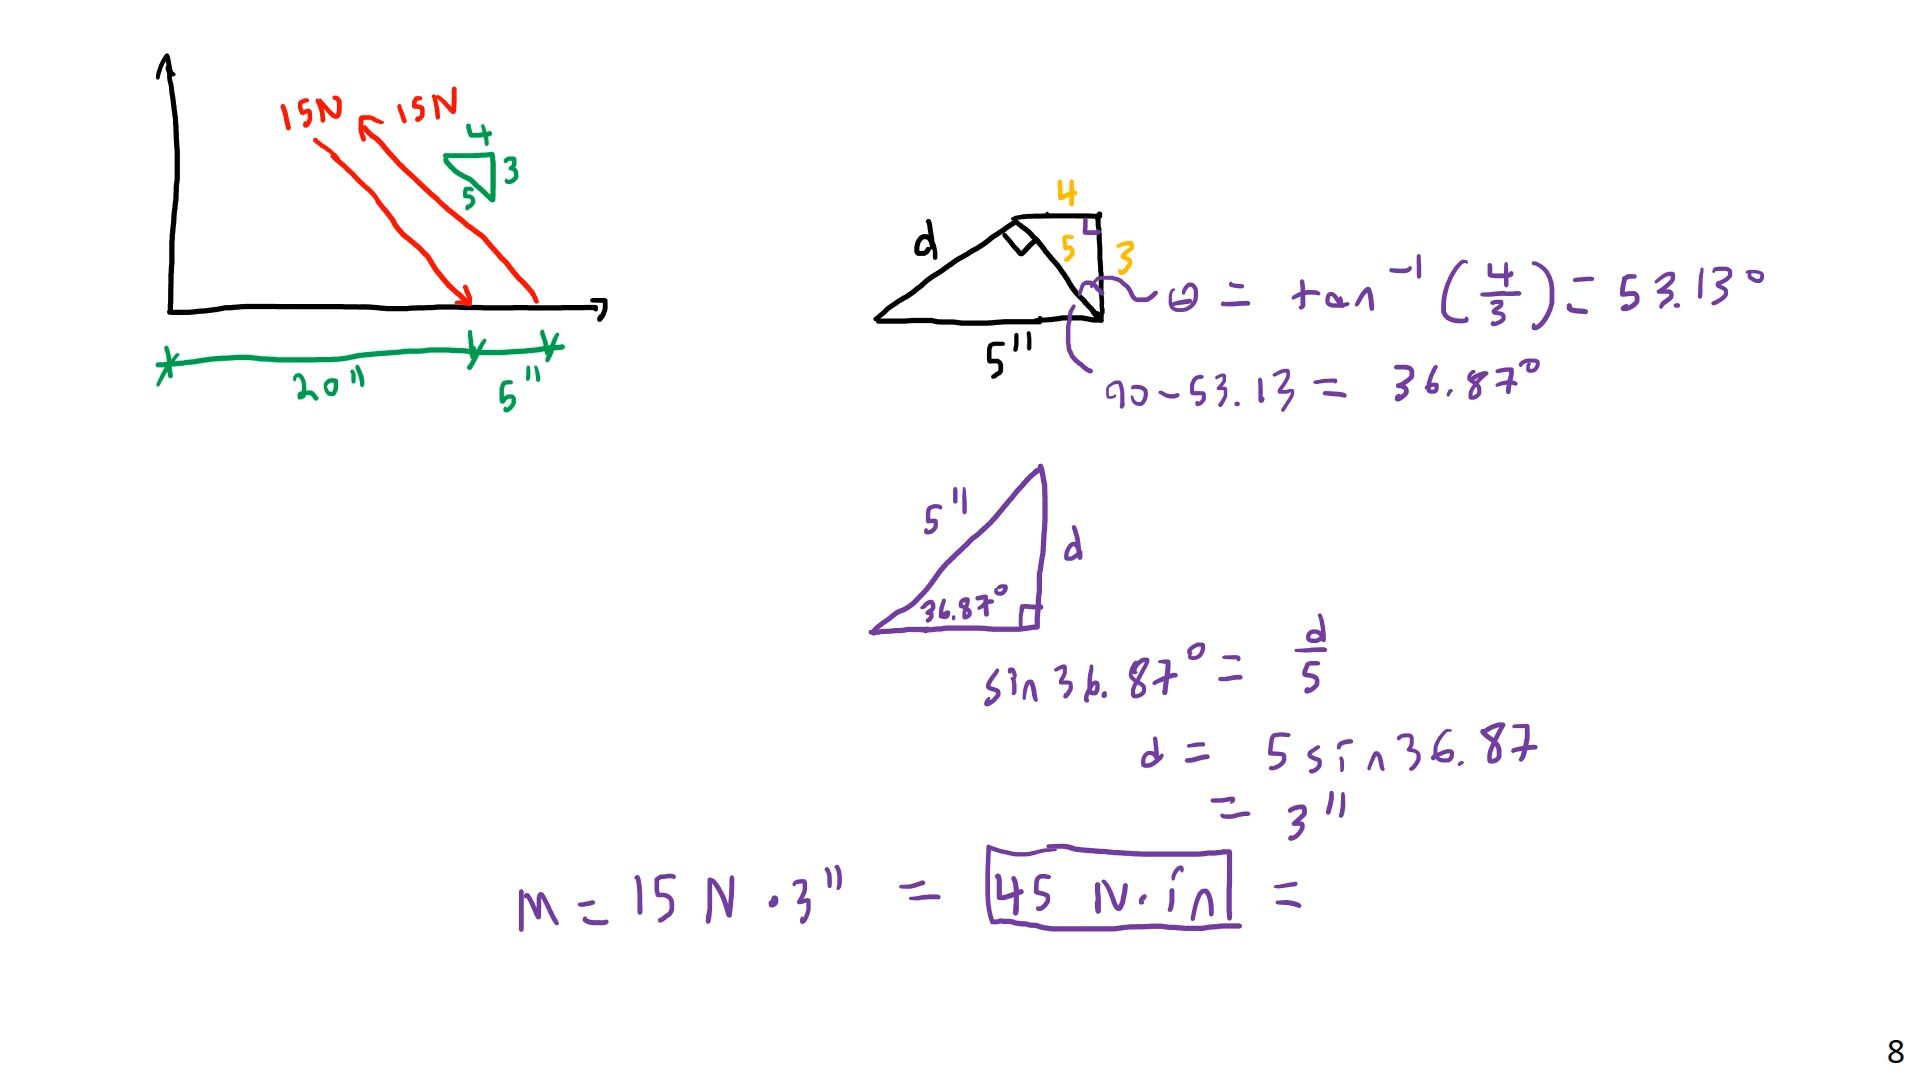 15N 15N
4
3
5
20" 5"
4
d 5 3
θ = tan⁻¹ (4/3) = 53.13°
5"
90 - 53.13 = 36.87°
5"
d
36.87°
sin 36.87° = d/5
d = 5 sin 36.87
= 3"
M = 15 N · 3" = 45 N·in =
8